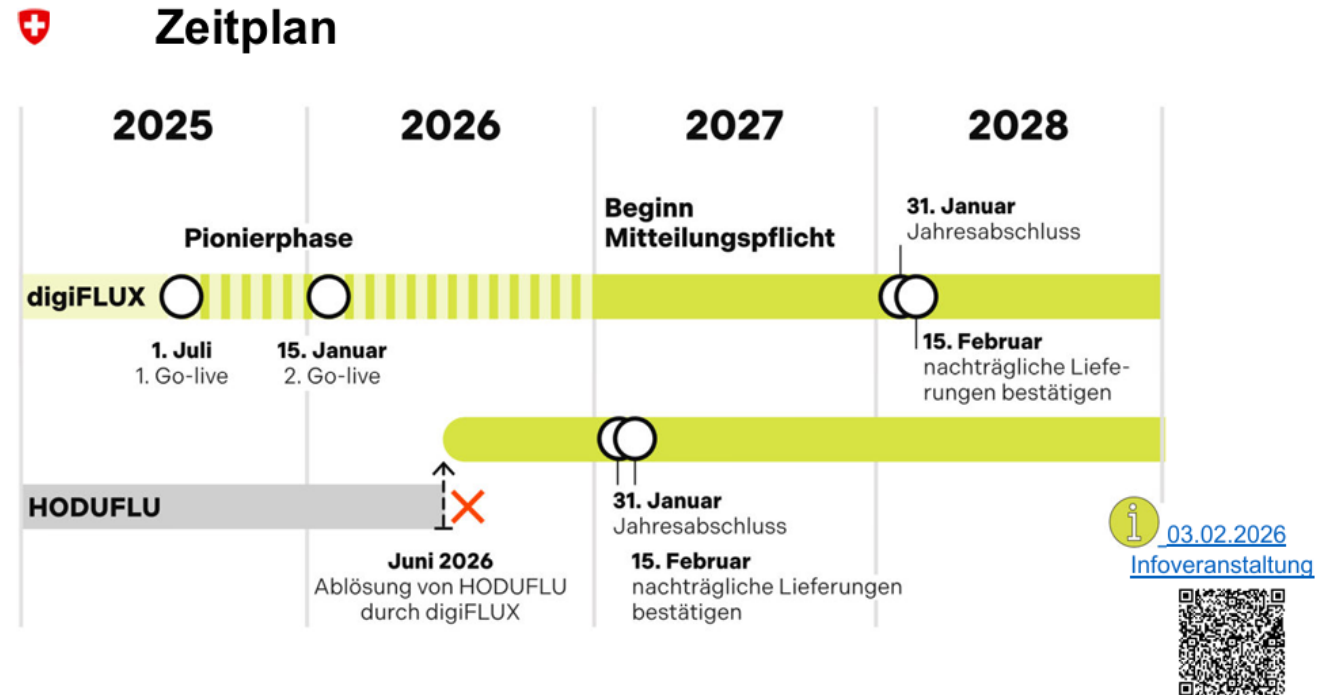 Zeitplan
2025
2026
2027
2028
Pionierphase
Beginn
Mitteilungspflicht
31. Januar
Jahresabschluss
digiFLUX
1. Juli
1. Go-live
15. Januar
2. Go-live
15. Februar
nachträgliche Liefe-
rungen bestätigen
HODUFLU
Juni 2026
Ablösung von HODUFLU
durch digiFLUX
31. Januar
Jahresabschluss
15. Februar
nachträgliche Lieferungen
bestätigen
i
03.02.2026
Infoveranstaltung